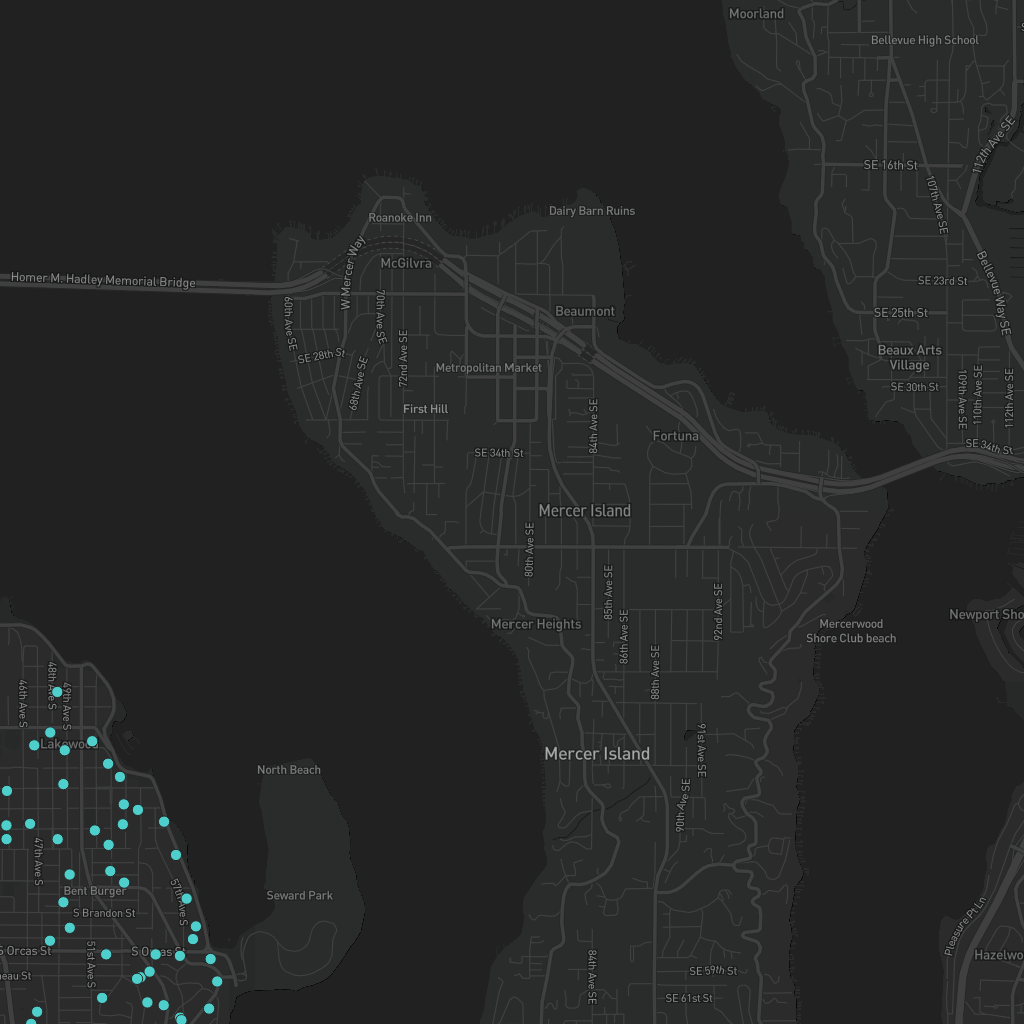 Moorland
Bellevue High School
112th Ave SE
SE 16th St
107th Ave SE
Dairy Barn Ruins
Roanoke Inn
W Mercer Way
McGilvra
Homer M. Hadley Memorial Bridge
Bellevue Way SE
SE 23rd St
60th Ave SE
70th Ave SE
Beaumont
SE 25th St
SE 28th St
72nd Ave SE
68th Ave SE
Metropolitan Market
Beaux Arts
Village
SE 30th St
109th Ave SE
110th Ave SE
112th Ave SE
First Hill
84th Ave SE
Fortuna
SE 34th St
SE 34th St
Mercer Island
80th Ave SE
85th Ave SE
86th Ave SE
92nd Ave SE
Mercer Heights
Mercerwood
Shore Club beach
Newport Sho
88th Ave SE
46th Ave S
48th Ave S
49th Ave S
Lakewood
91st Ave SE
Mercer Island
North Beach
90th Ave SE
47th Ave S
Bent Burger
57th Ave S
Seward Park
S Brandon St
S Orcas St
51st Ave S
S Orcas St
Pleasure Pt Ln
Hazelwo
84th Ave SE
SE 59th St
neau St
SE 61st St